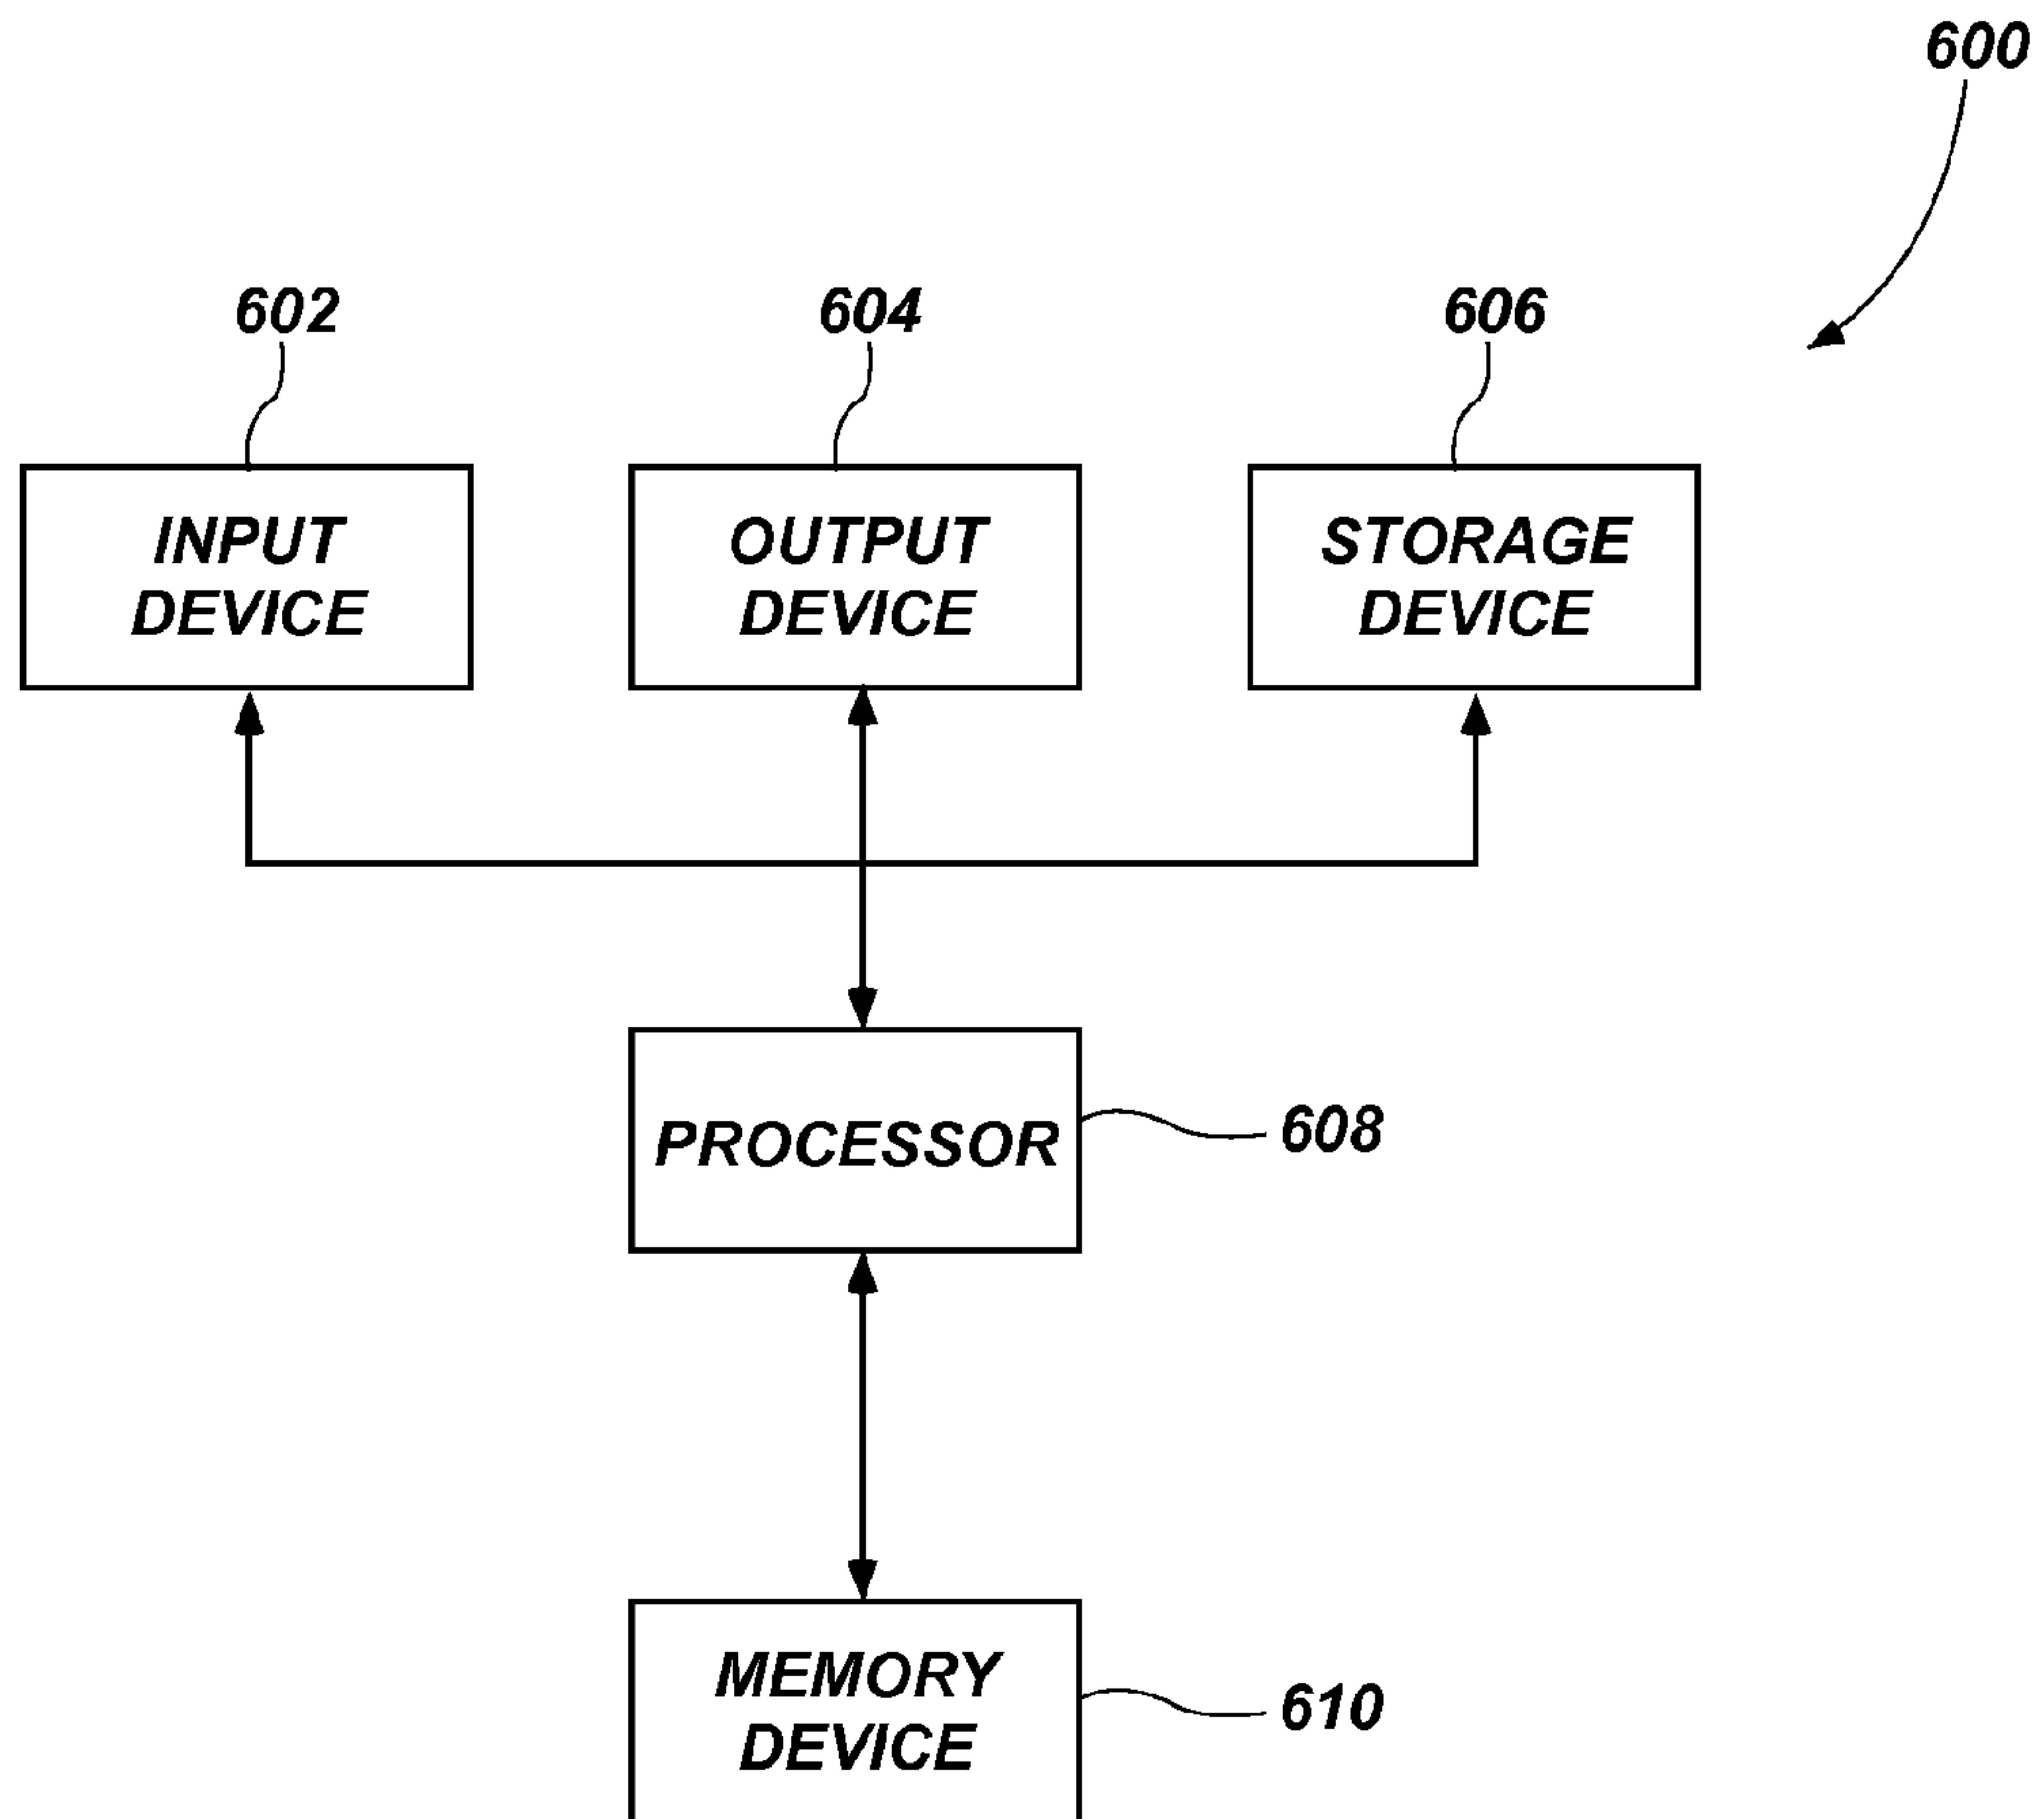 600
602
604
606
INPUT
DEVICE
OUTPUT
DEVICE
STORAGE
DEVICE
PROCESSOR
608
MEMORY
DEVICE
610